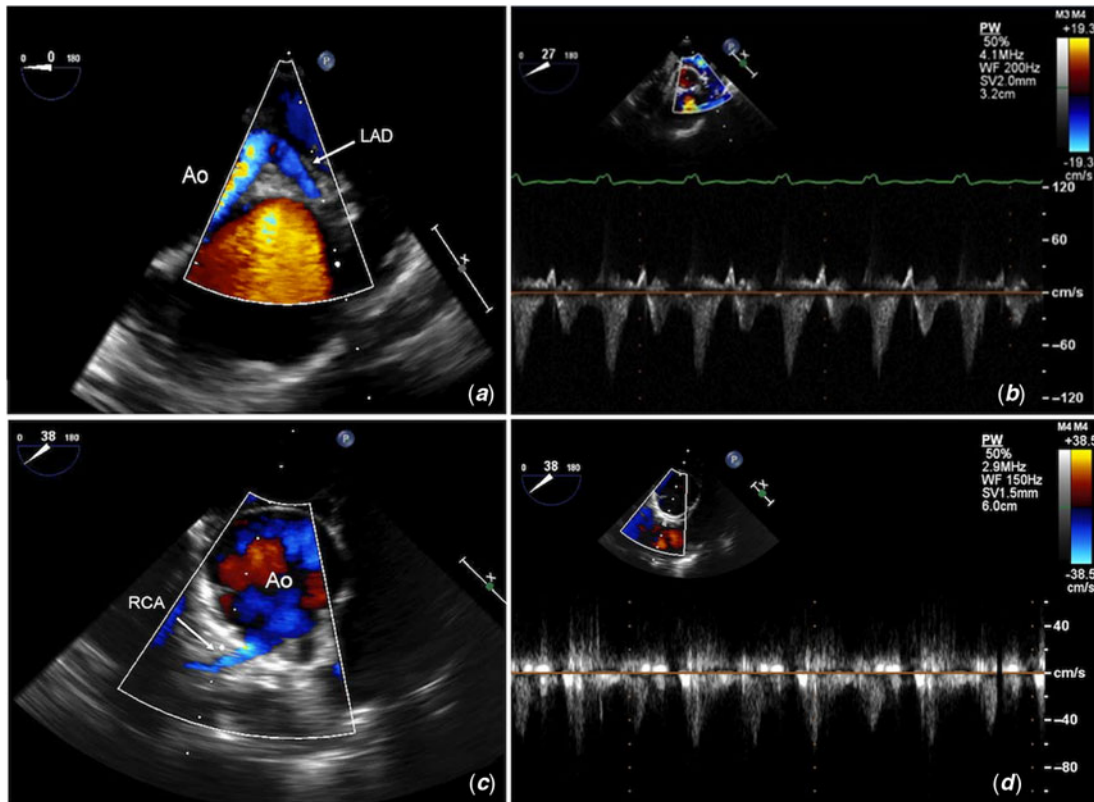 0 0 180
P
LAD
Ao
X
(a)
27
0 180
P
X
PW
50%
4.1MHz
WF 200Hz
SV2.0mm
3.2cm
M3 M4
+19.3
-19.3
cm/s
120
60
cm/s
-60
-120
(b)
38
0 180
P
Ao
RCA
X
(c)
38
0 180
P
X
PW
50%
2.9MHz
WF 150Hz
SV1.5mm
6.0cm
M4 M4
+38.5
-38.5
cm/s
40
cm/s
-40
-80
(d)